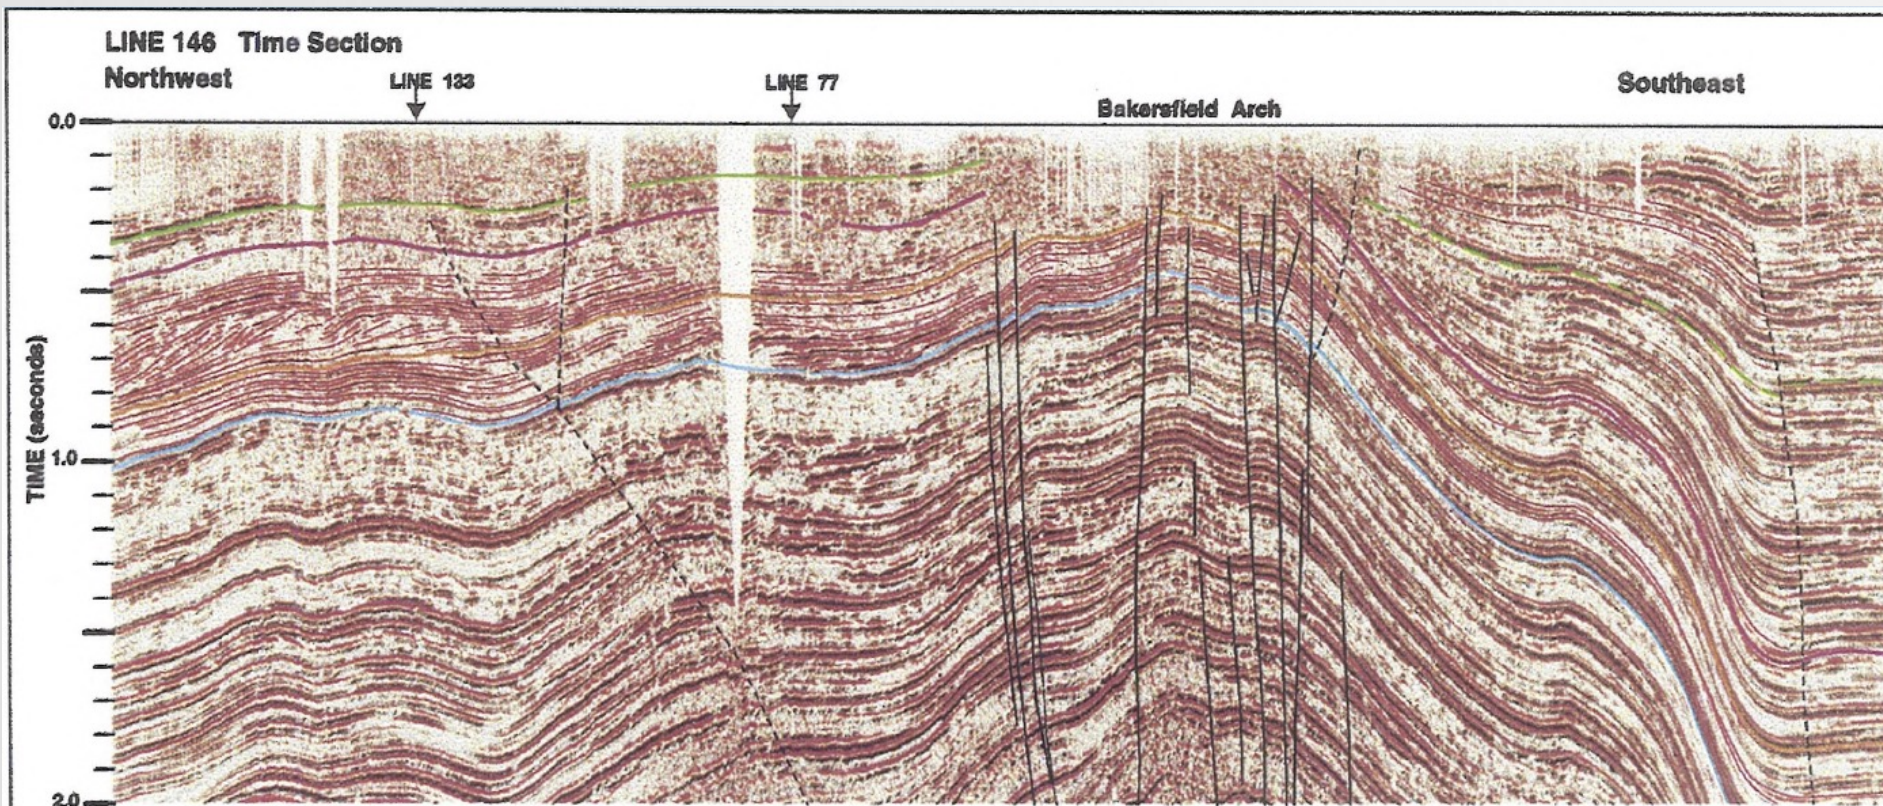 LINE 146 Time Section
Northwest
LINE 133
LINE 77
Bakersfield Arch
Southeast
0.0
TIME (seconds)
1.0
2.0